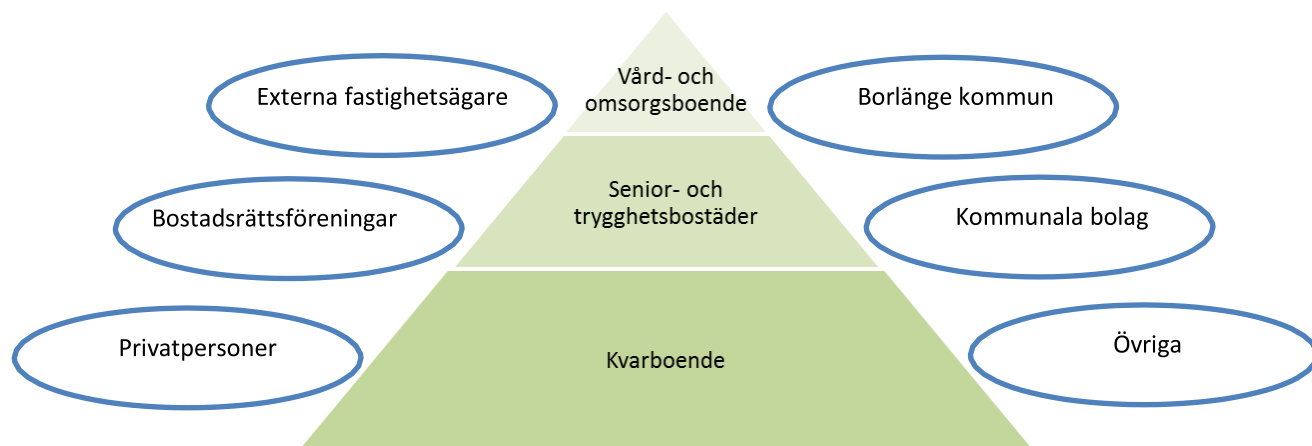 Vård- och
omsorgsboende
Externa fastighetsägare
Borlänge kommun
Senior- och
trygghetsbostäder
Bostadsrättsföreningar
Kommunala bolag
Kvarboende
Privatpersoner
Övriga